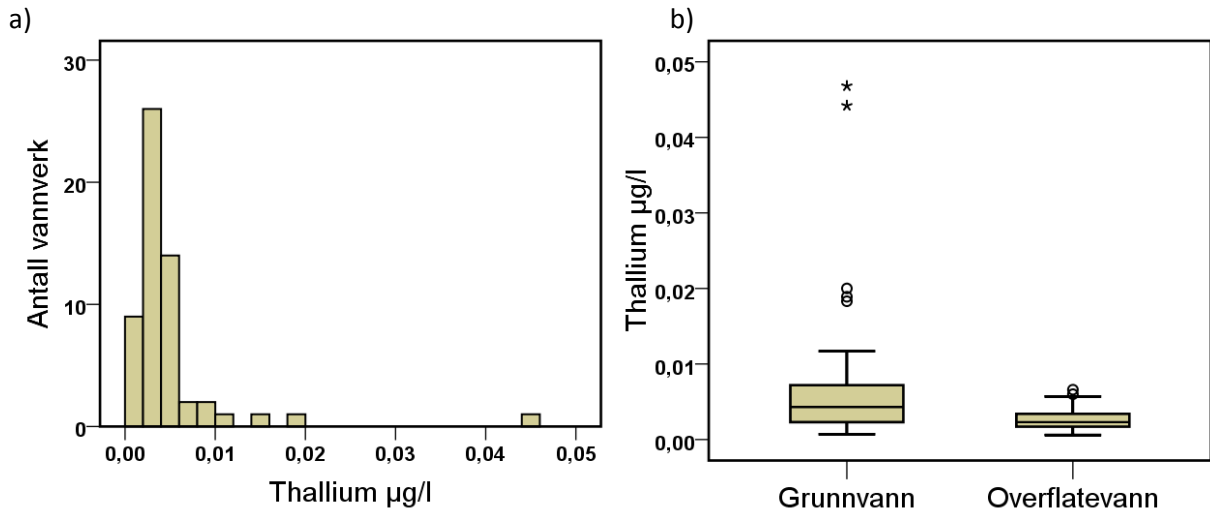 a)
30
20
10
0
Antall vannverk
0,00 0,01 0,02 0,03 0,04 0,05
Thallium µg/l
b)
0,05
0,04
0,03
0,02
0,01
0,00
Thallium µg/l
Grunnvann Overflatevann